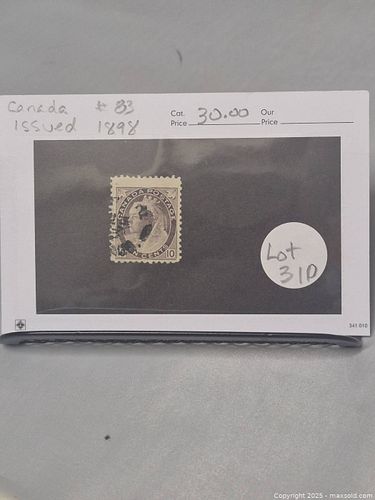 Canada # 83
Issued 1898
Cat. Price 30.00 Our Price
CANADA POSTAGE
TEN CENTS
10
Lot
310
341 010
Copyright © 2025 - maxsold.com